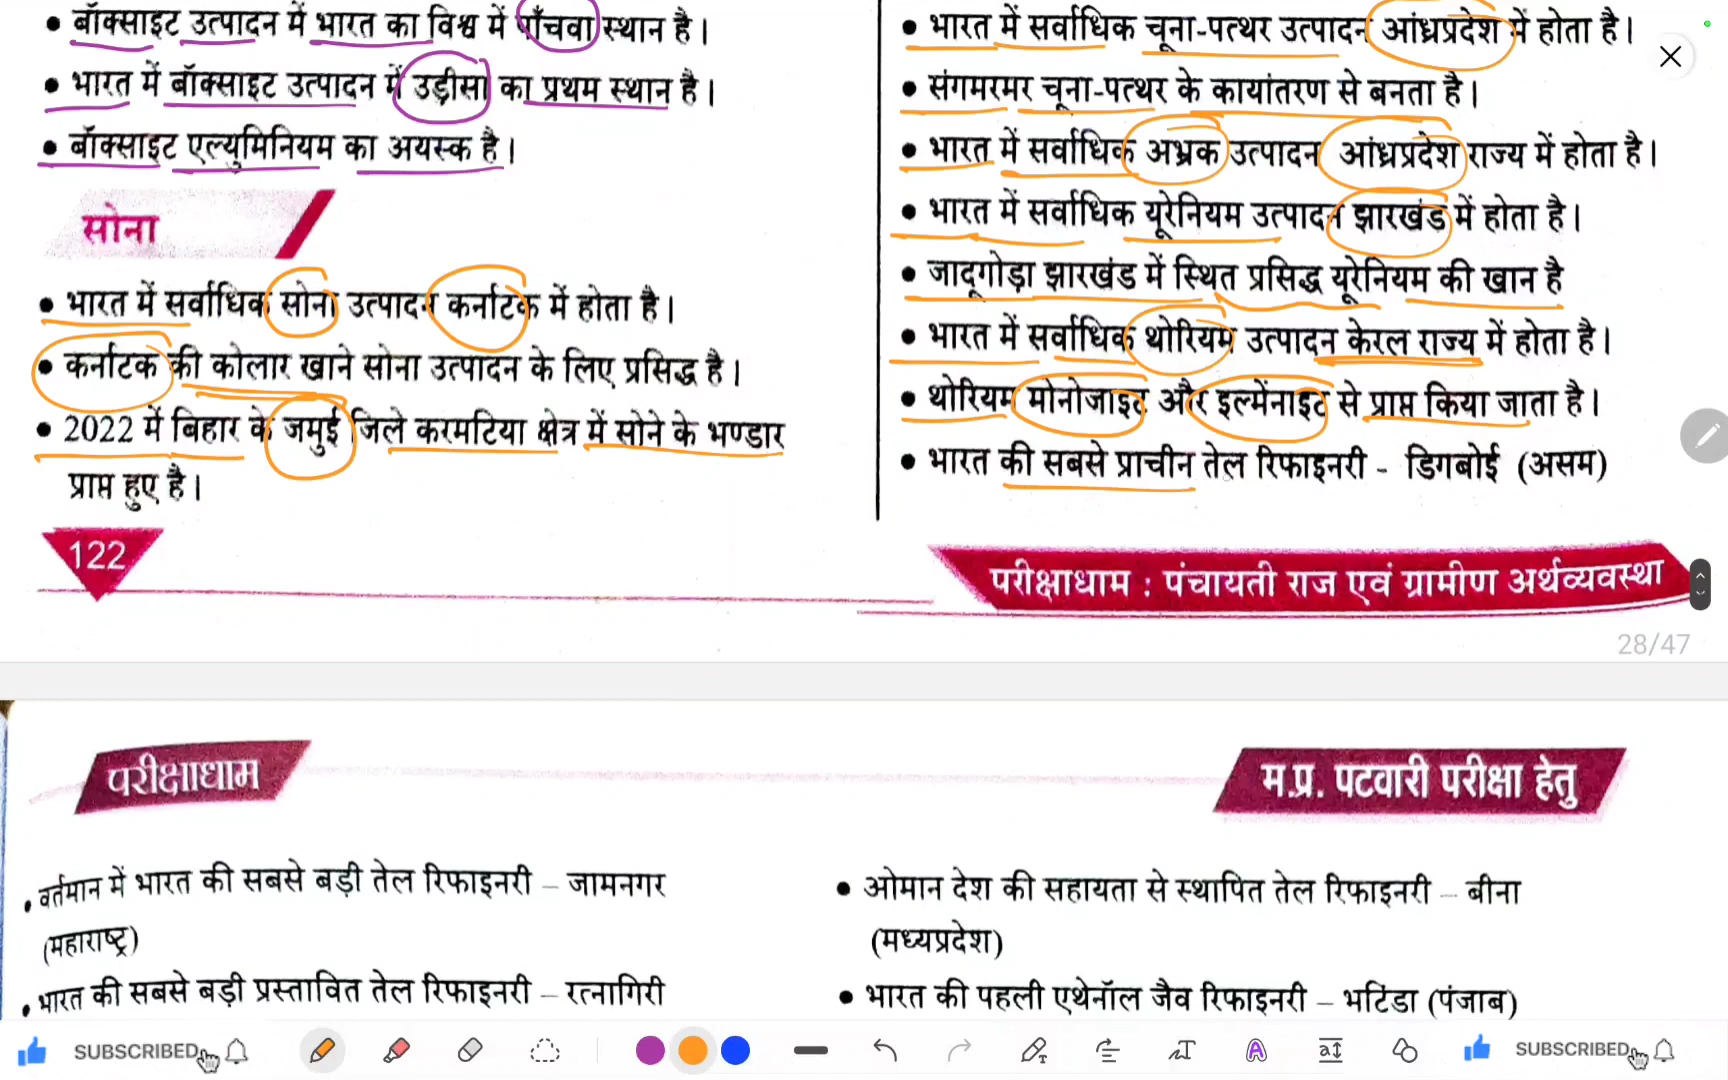 • बॉक्साइट उत्पादन में भारत का विश्व में पाँचवा स्थान है।
• भारत में बॉक्साइट उत्पादन में उड़ीसा का प्रथम स्थान है।
• बॉक्साइट एल्युमिनियम का अयस्क है।
सोना
• भारत में सर्वाधिक सोना उत्पादन कर्नाटक में होता है।
• कर्नाटक की कोलार खाने सोना उत्पादन के लिए प्रसिद्ध है।
• 2022 में बिहार के जमुई जिले करमटिया क्षेत्र में सोने के भण्डार
प्राप्त हुए है।
122
• भारत में सर्वाधिक चूना-पत्थर उत्पादन आंध्रप्रदेश में होता है।
• संगमरमर चूना-पत्थर के कायांतरण से बनता है।
• भारत में सर्वाधिक अभ्रक उत्पादन आंध्रप्रदेश राज्य में होता है।
• भारत में सर्वाधिक यूरेनियम उत्पादन झारखंड में होता है।
• जादूगोड़ा झारखंड में स्थित प्रसिद्ध यूरेनियम की खान है
• भारत में सर्वाधिक थोरियम उत्पादन केरल राज्य में होता है।
• थोरियम मोनोजाइट और इल्मेंनाइट से प्राप्त किया जाता है।
• भारत की सबसे प्राचीन तेल रिफाइनरी - डिगबोई (असम)
परीक्षाधाम : पंचायती राज एवं ग्रामीण अर्थव्यवस्था
28/47
परीक्षाधाम
म.प्र. पटवारी परीक्षा हेतु
• वर्तमान में भारत की सबसे बड़ी तेल रिफाइनरी – जामनगर
(महाराष्ट्र)
• भारत की सबसे बड़ी प्रस्तावित तेल रिफाइनरी – रत्नागिरी
• ओमान देश की सहायता से स्थापित तेल रिफाइनरी – बीना
(मध्यप्रदेश)
• भारत की पहली एथेनॉल जैव रिफाइनरी – भटिंडा (पंजाब)
SUBSCRIBED
SUBSCRIBED